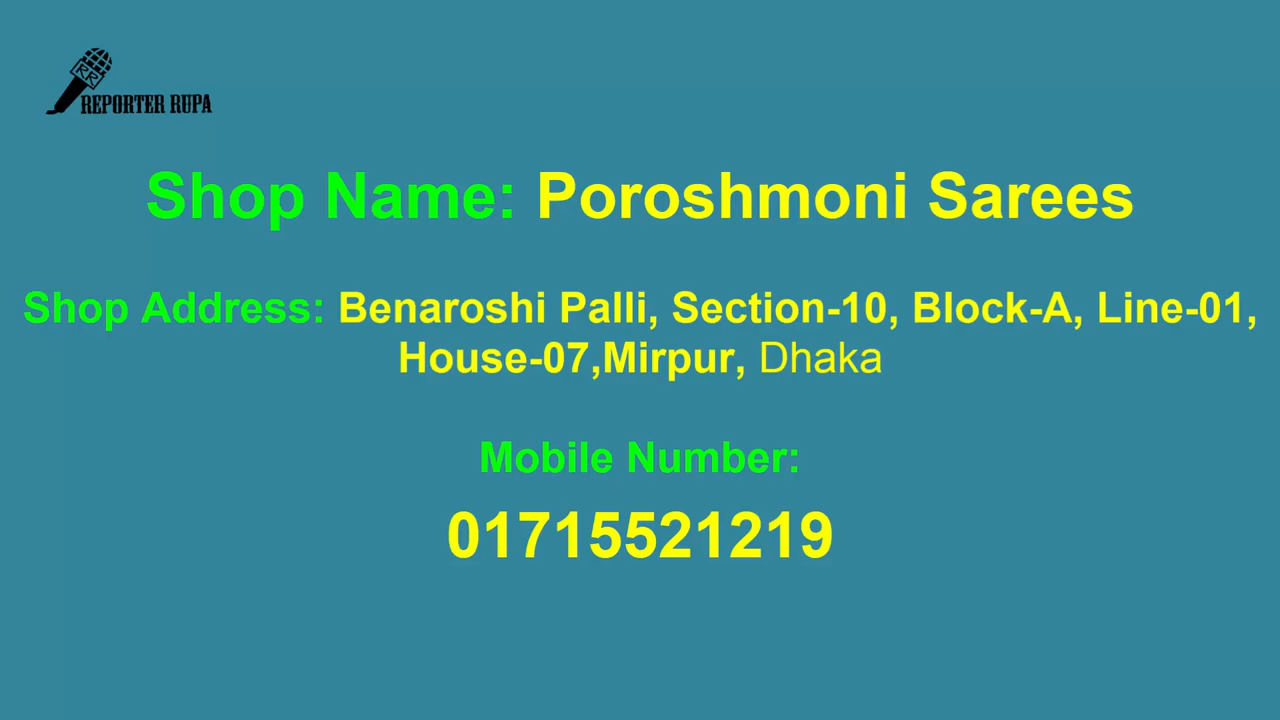 RR
REPORTER RUPA
Shop Name: Poroshmoni Sarees
Shop Address: Benaroshi Palli, Section-10, Block-A, Line-01,
House-07,Mirpur, Dhaka
Mobile Number:
01715521219